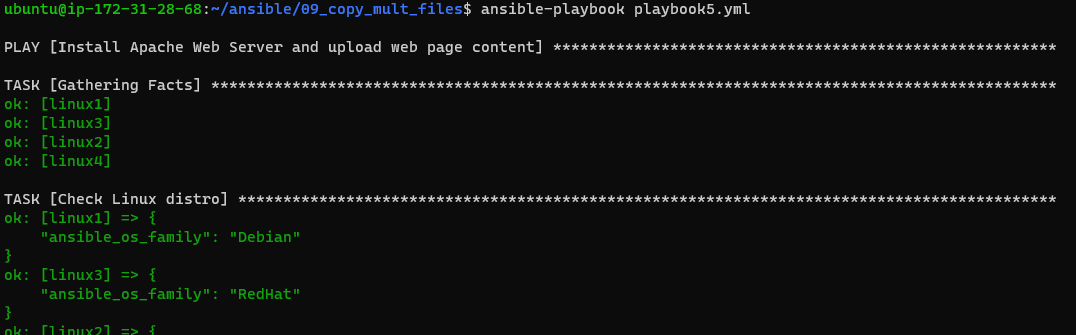 ubuntu@ip-172-31-28-68:~/ansible/09_copy_mult_files$ ansible-playbook playbook5.yml
PLAY [Install Apache Web Server and upload web page content] ********************************************************
TASK [Gathering Facts] **********************************************************************************************
ok: [linux1]
ok: [linux3]
ok: [linux2]
ok: [linux4]
TASK [Check Linux distro] *******************************************************************************************
ok: [linux1] => {
    "ansible_os_family": "Debian"
}
ok: [linux3] => {
    "ansible_os_family": "RedHat"
}
ok: [linux2] => {